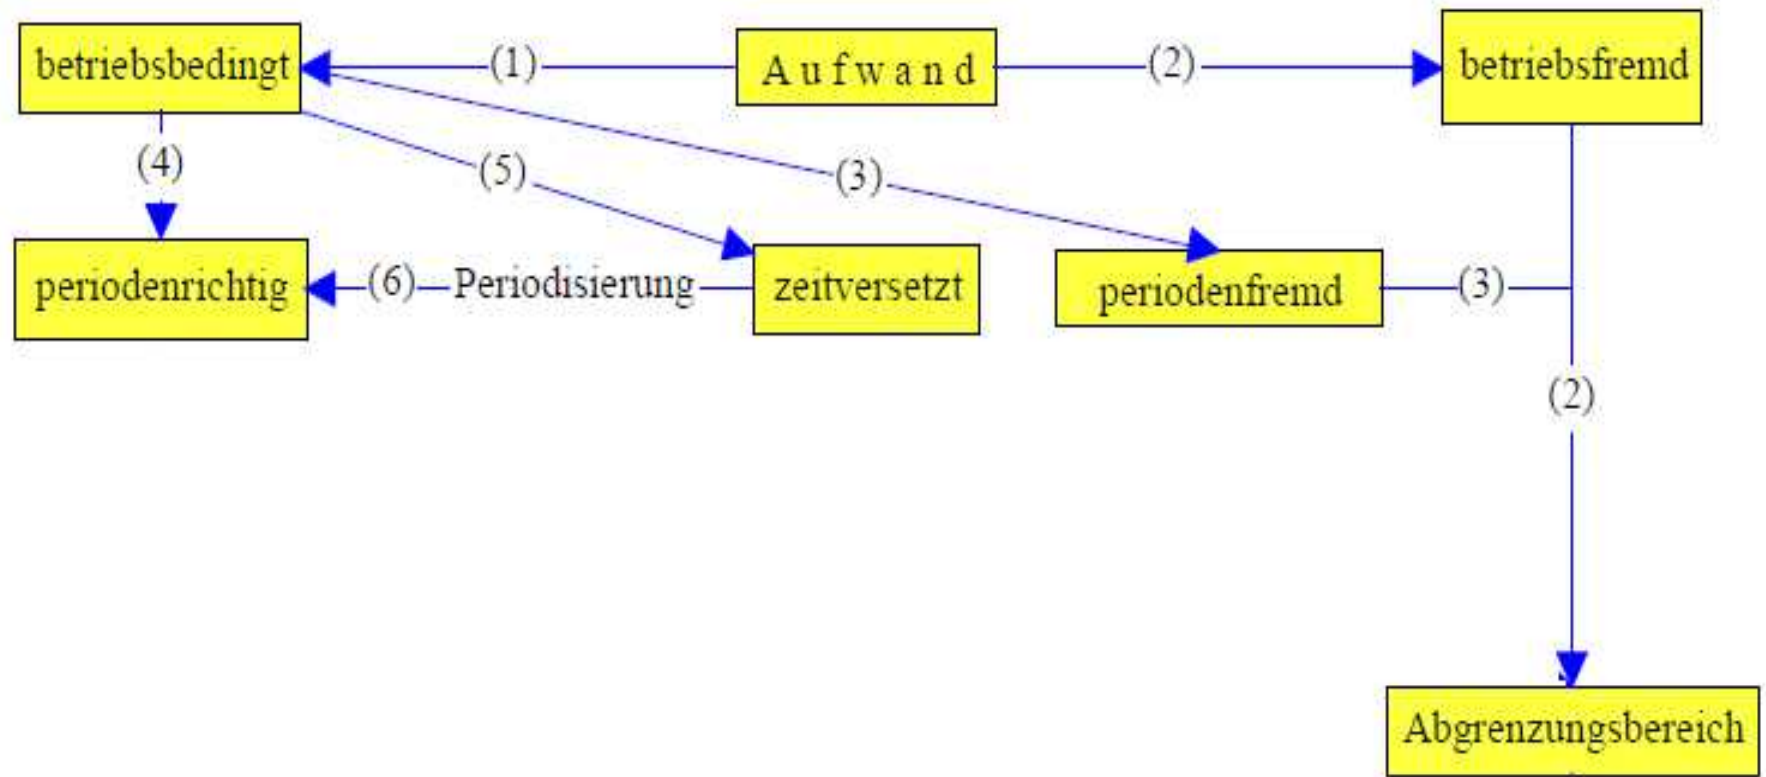 betriebsbedingt (1) A u f w a n d (2) betriebsfremd
(4) (5) (3)
periodenrichtig (6) Periodisierung zeitversetzt periodenfremd (3)
(2)
Abgrenzungsbereich